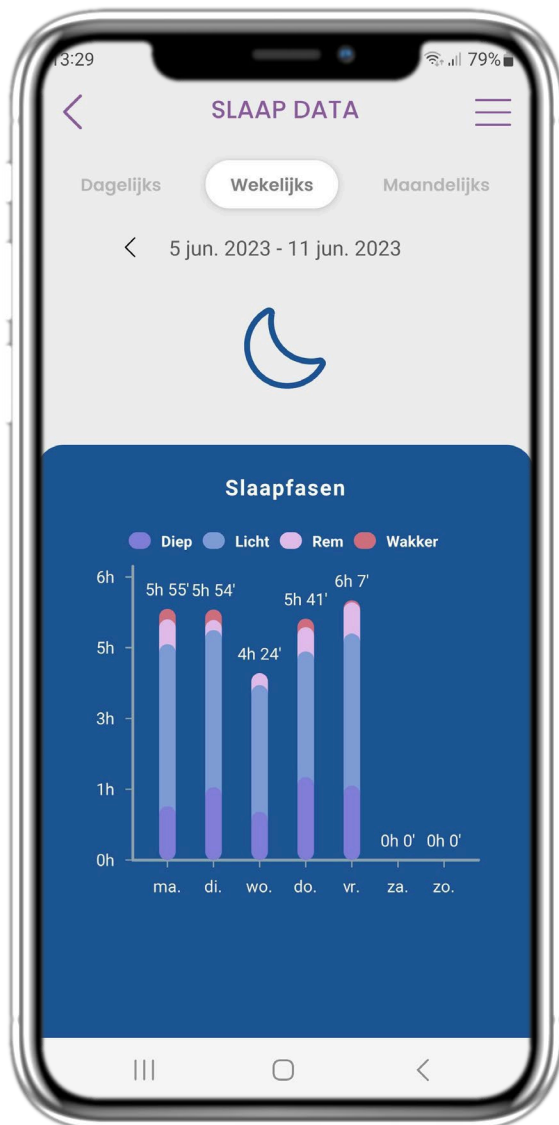 13:29 79%
SLAAP DATA
Dagelijks Wekelijks Maandelijks
5 jun. 2023 - 11 jun. 2023
Slaapfasen
Diep Licht Rem Wakker
6h
5h 55' 5h 54' 4h 24' 5h 41' 6h 7'
5h
3h
1h
0h 0' 0h 0'
0h
ma. di. wo. do. vr. za. zo.